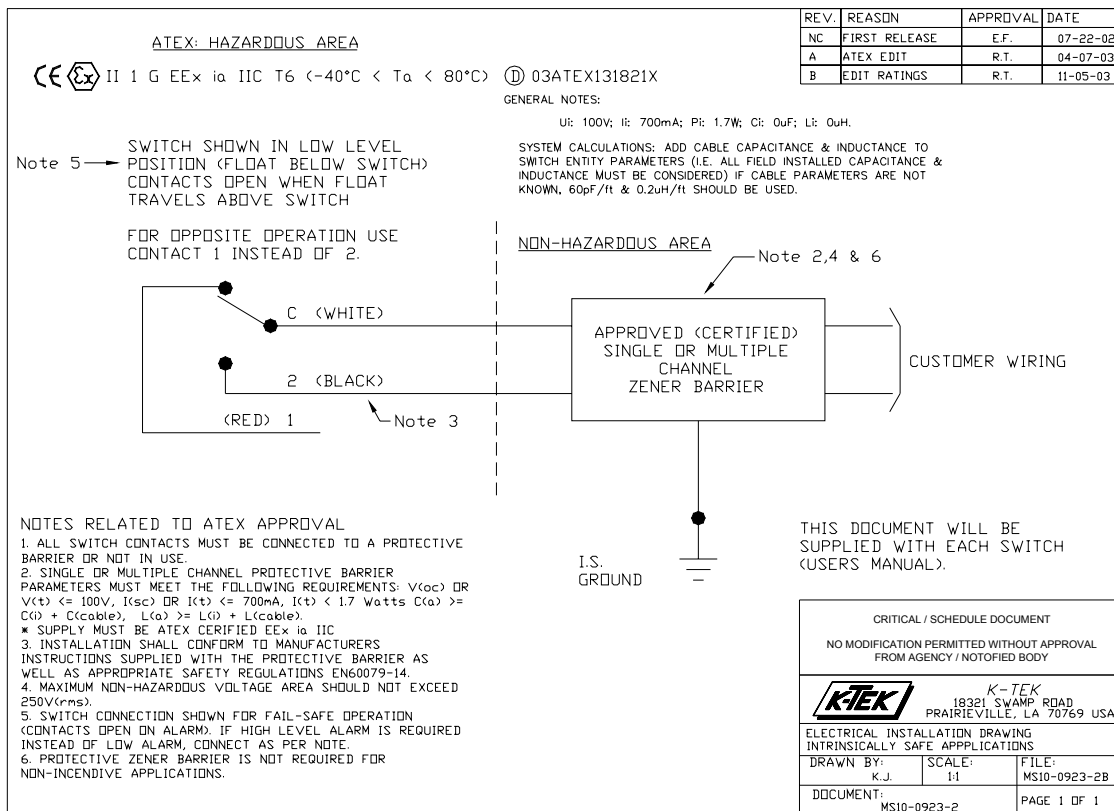 REV. REASON APPROVAL DATE
NC FIRST RELEASE E.F. 07-22-02
A ATEX EDIT R.T. 04-07-03
B EDIT RATINGS R.T. 11-05-03
ATEX: HAZARDOUS AREA
CE Ex II 1 G EEx ia IIC T6 (-40°C < Ta < 80°C) D 03ATEX131821X
GENERAL NOTES:
Ui: 100V; Ii: 700mA; Pi: 1.7W; Ci: 0uF; Li: 0uH.
SYSTEM CALCULATIONS: ADD CABLE CAPACITANCE & INDUCTANCE TO
SWITCH ENTITY PARAMETERS (I.E. ALL FIELD INSTALLED CAPACITANCE &
INDUCTANCE MUST BE CONSIDERED) IF CABLE PARAMETERS ARE NOT
KNOWN, 60pF/ft & 0.2uH/ft SHOULD BE USED.
Note 5
SWITCH SHOWN IN LOW LEVEL
POSITION (FLOAT BELOW SWITCH)
CONTACTS OPEN WHEN FLOAT
TRAVELS ABOVE SWITCH
FOR OPPOSITE OPERATION USE
CONTACT 1 INSTEAD OF 2.
NON-HAZARDOUS AREA
Note 2,4 & 6
C (WHITE)
2 (BLACK)
(RED) 1
Note 3
APPROVED (CERTIFIED)
SINGLE OR MULTIPLE
CHANNEL
ZENER BARRIER
CUSTOMER WIRING
I.S.
GROUND
NOTES RELATED TO ATEX APPROVAL
1. ALL SWITCH CONTACTS MUST BE CONNECTED TO A PROTECTIVE
BARRIER OR NOT IN USE.
2. SINGLE OR MULTIPLE CHANNEL PROTECTIVE BARRIER
PARAMETERS MUST MEET THE FOLLOWING REQUIREMENTS: V(oc) OR
V(t) <= 100V, I(sc) OR I(t) <= 700mA, I(t) < 1.7 Watts C(a) >=
C(i) + C(cable), L(a) >= L(i) + L(cable).
* SUPPLY MUST BE ATEX CERIFIED EEx ia IIC
3. INSTALLATION SHALL CONFORM TO MANUFACTURERS
INSTRUCTIONS SUPPLIED WITH THE PROTECTIVE BARRIER AS
WELL AS APPROPRIATE SAFETY REGULATIONS EN60079-14.
4. MAXIMUM NON-HAZARDOUS VOLTAGE AREA SHOULD NOT EXCEED
250V(rms).
5. SWITCH CONNECTION SHOWN FOR FAIL-SAFE OPERATION
(CONTACTS OPEN ON ALARM). IF HIGH LEVEL ALARM IS REQUIRED
INSTEAD OF LOW ALARM, CONNECT AS PER NOTE.
6. PROTECTIVE ZENER BARRIER IS NOT REQUIRED FOR
NON-INCENDIVE APPLICATIONS.
THIS DOCUMENT WILL BE
SUPPLIED WITH EACH SWITCH
(USERS MANUAL).
CRITICAL / SCHEDULE DOCUMENT
NO MODIFICATION PERMITTED WITHOUT APPROVAL
FROM AGENCY / NOTOFIED BODY
K-TEK
K-TEK
18321 SWAMP ROAD
PRAIRIEVILLE, LA 70769 USA
ELECTRICAL INSTALLATION DRAWING
INTRINSICALLY SAFE APPPLICATIONS
DRAWN BY: K.J. SCALE: 1:1 FILE: MS10-0923-2B
DOCUMENT: MS10-0923-2 PAGE 1 OF 1